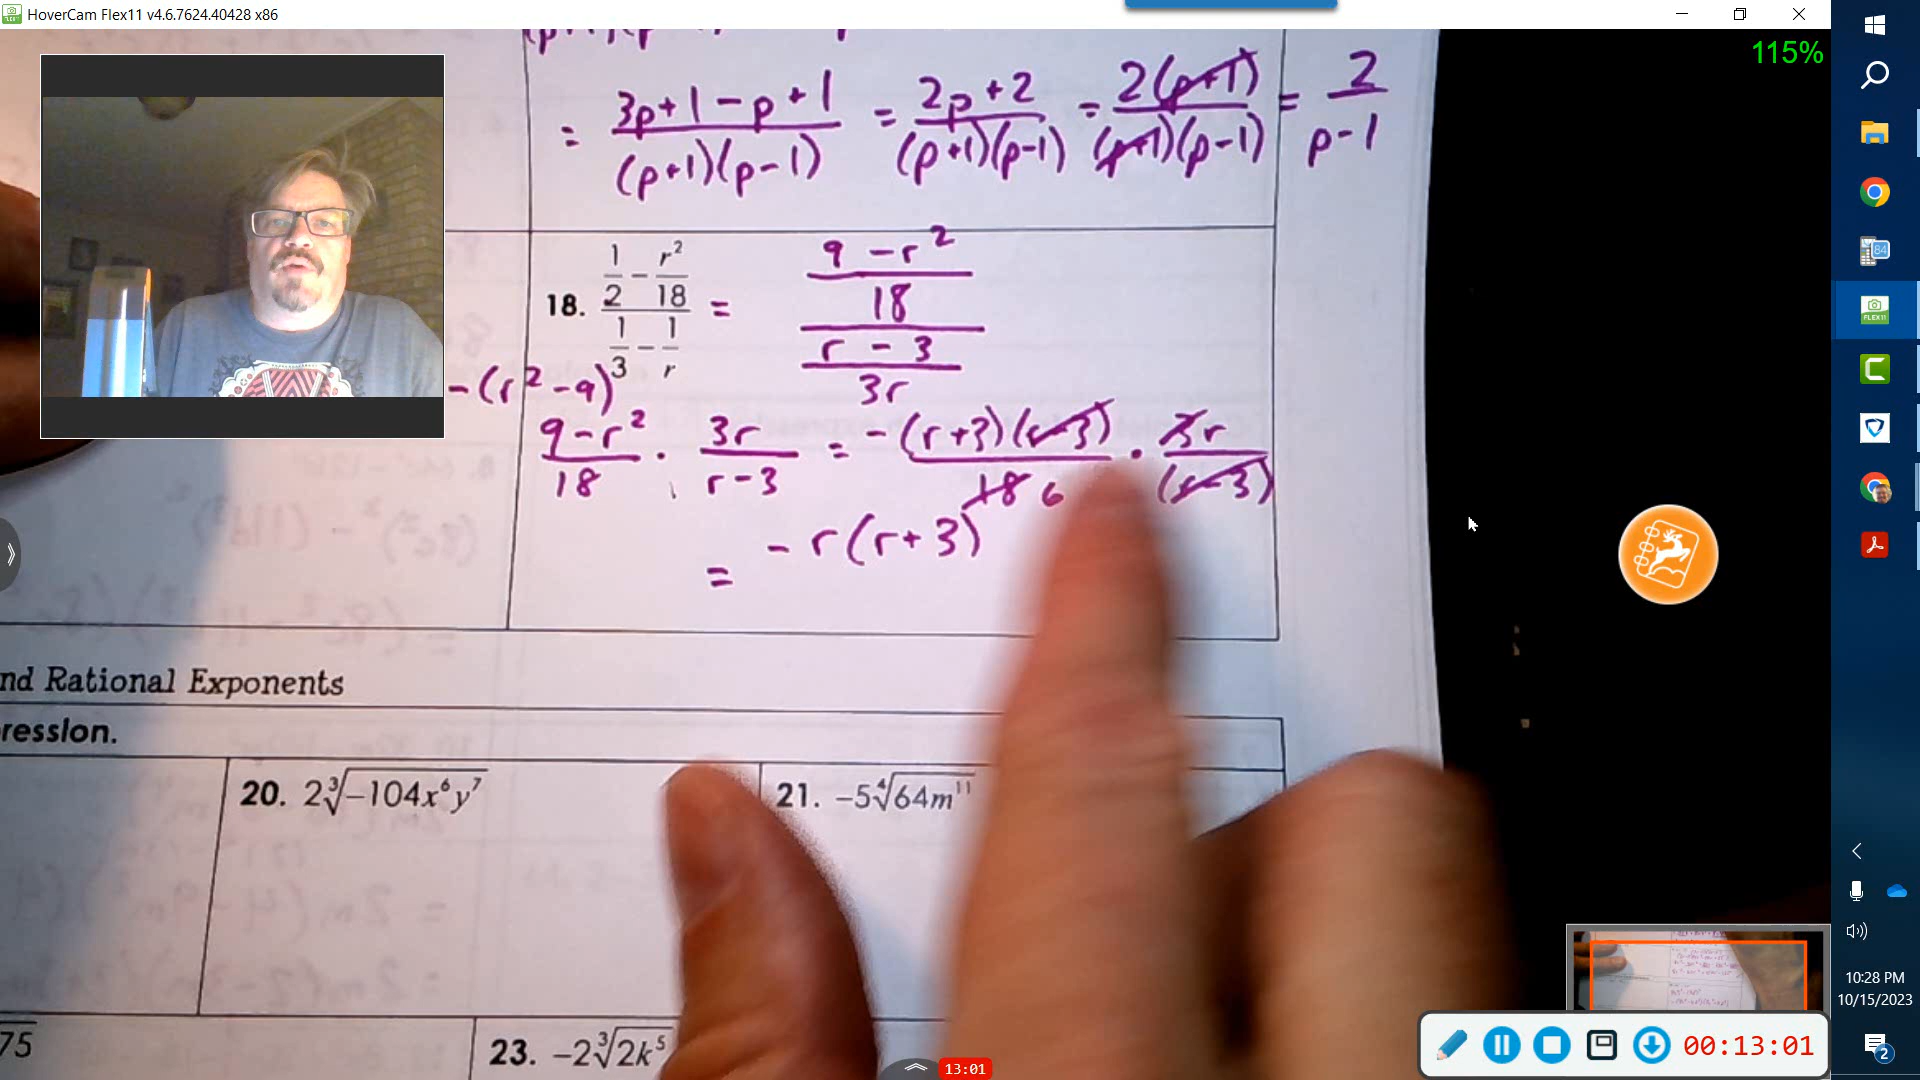 HoverCam Flex11 v4.6.7624.40428 x86
115%
= 3p+1-p+1 / (p+1)(p-1) = 2p+2 / (p+1)(p-1) = 2(p+1) / (p+1)(p-1) = 2 / p-1
18. 1/2 - r² /18 / 1/3 - 1/r = 9-r² / 18 / r-3 / 3r
-(r²-9)
9-r² / 18 · 3r / r-3 = -(r+3)(r-3) / 18 6 · 3r / (r-3)
= -r(r+3)
nd Rational Exponents
ression.
20. 2∛-104x⁶y⁷
21. -5∜64m¹¹
75
23. -2∛2k⁵
84
FLEX11
10:28 PM
10/15/2023
2
00:13:01
13:01